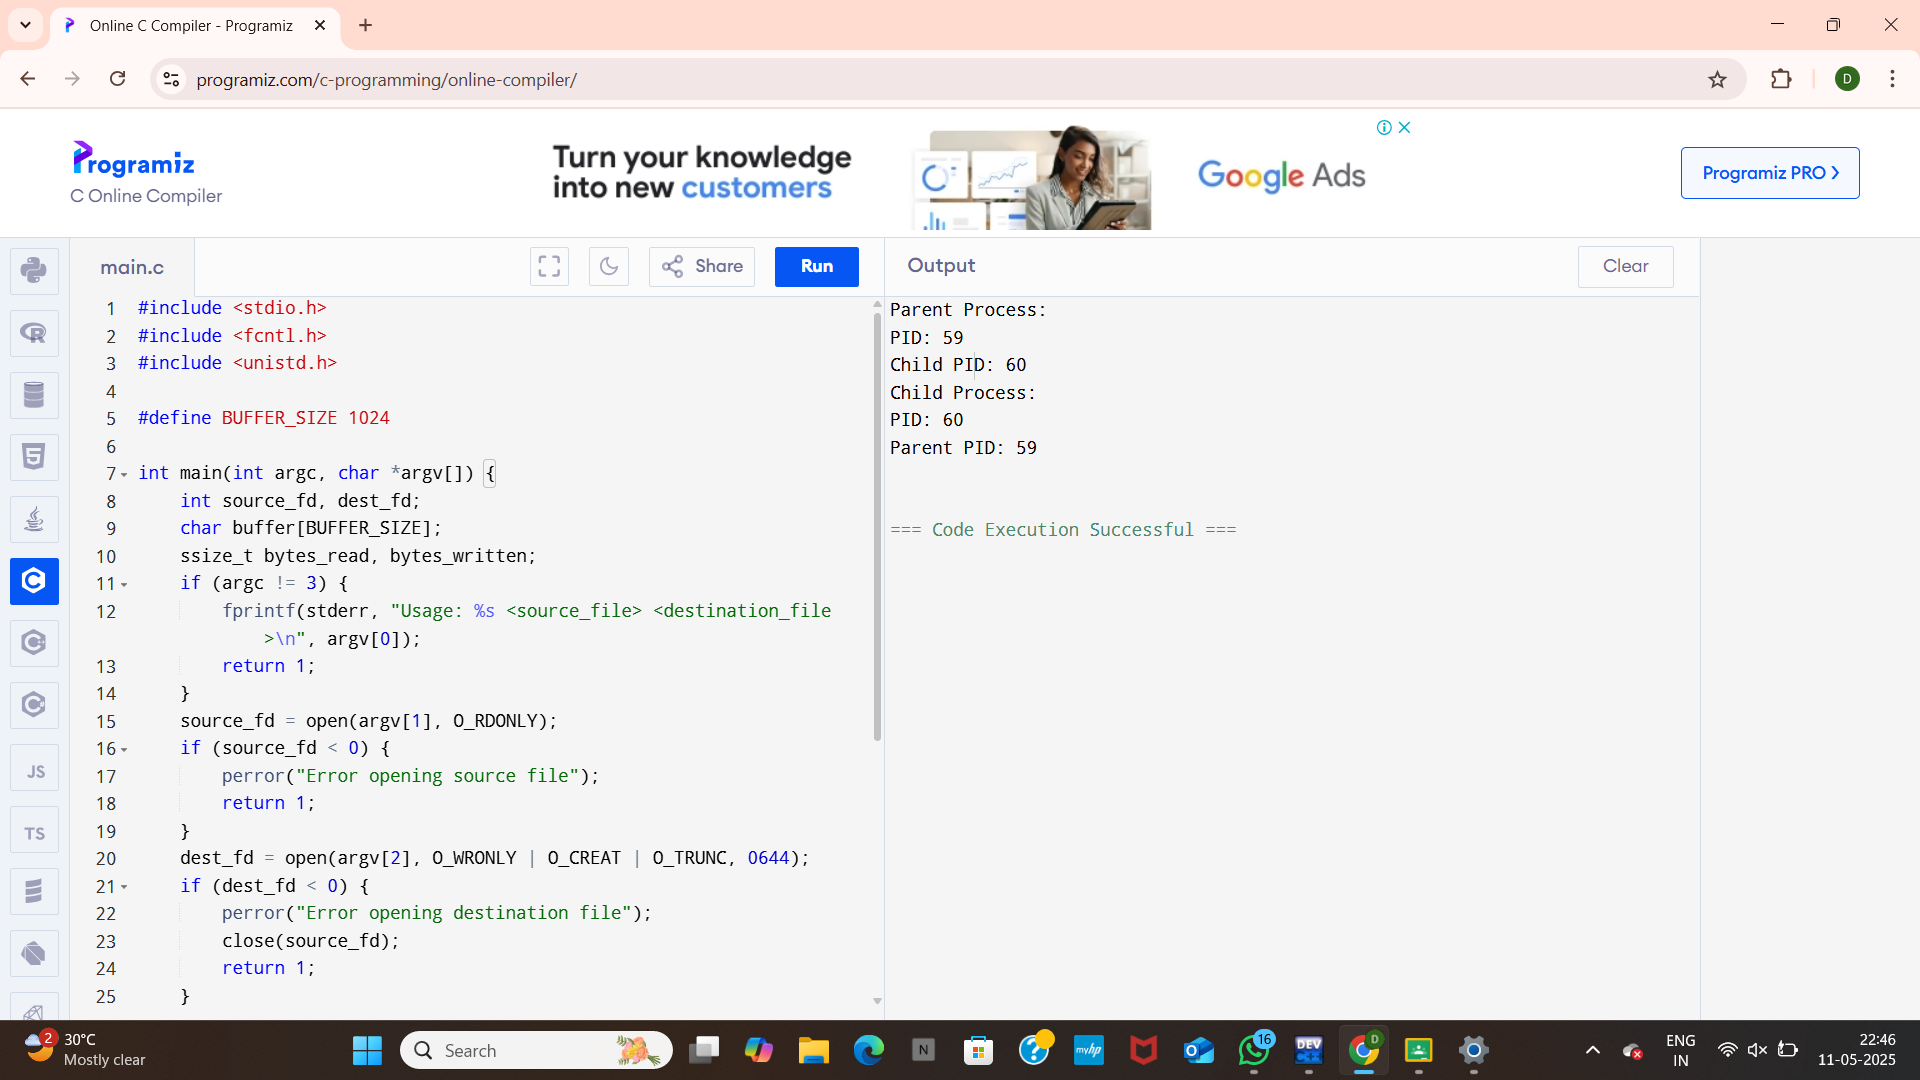 Online C Compiler - Programiz
programiz.com/c-programming/online-compiler/
D
Programiz
C Online Compiler
Turn your knowledge
into new customers
Google Ads
Programiz PRO
main.c
Share
Run
Output
Clear
1 #include <stdio.h>
2 #include <fcntl.h>
3 #include <unistd.h>
4
5 #define BUFFER_SIZE 1024
6
7 int main(int argc, char *argv[]) {
8 int source_fd, dest_fd;
9 char buffer[BUFFER_SIZE];
10 ssize_t bytes_read, bytes_written;
11 if (argc != 3) {
12 fprintf(stderr, "Usage: %s <source_file> <destination_file
>\n", argv[0]);
13 return 1;
14 }
15 source_fd = open(argv[1], O_RDONLY);
16 if (source_fd < 0) {
17 perror("Error opening source file");
18 return 1;
19 }
20 dest_fd = open(argv[2], O_WRONLY | O_CREAT | O_TRUNC, 0644);
21 if (dest_fd < 0) {
22 perror("Error opening destination file");
23 close(source_fd);
24 return 1;
25 }
Parent Process:
PID: 59
Child PID: 60
Child Process:
PID: 60
Parent PID: 59
=== Code Execution Successful ===
JS
TS
2
30°C
Mostly clear
Search
N
myhp
16
DEV
D
ENG
IN
22:46
11-05-2025